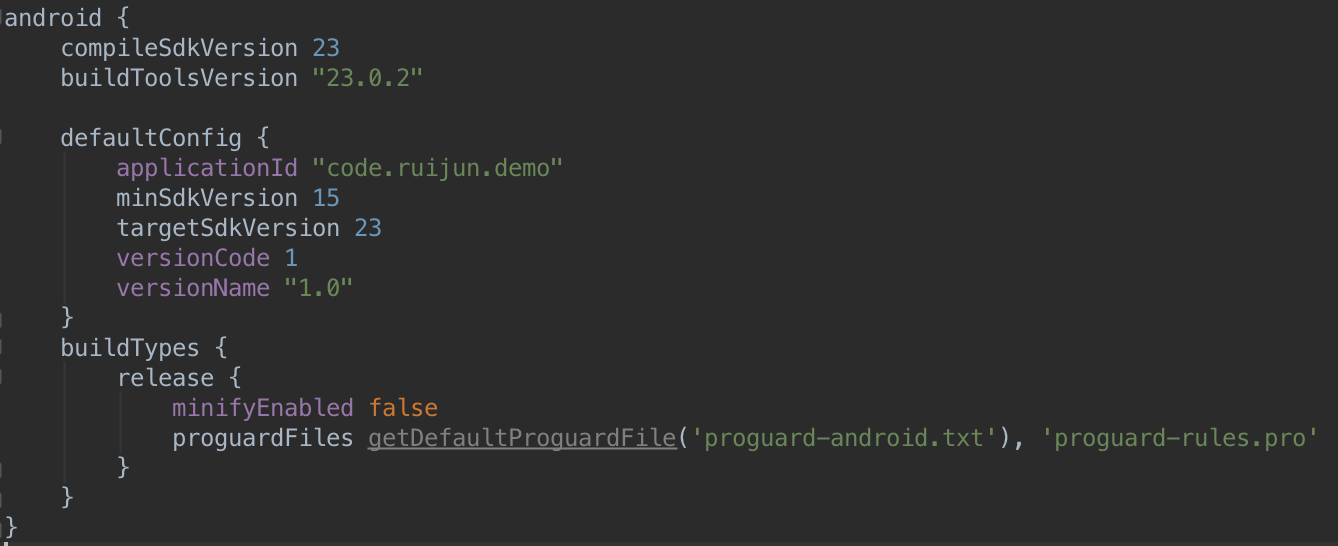 android {
    compileSdkVersion 23
    buildToolsVersion "23.0.2"

    defaultConfig {
        applicationId "code.ruijun.demo"
        minSdkVersion 15
        targetSdkVersion 23
        versionCode 1
        versionName "1.0"
    }
    buildTypes {
        release {
            minifyEnabled false
            proguardFiles getDefaultProguardFile('proguard-android.txt'), 'proguard-rules.pro'
        }
    }
}